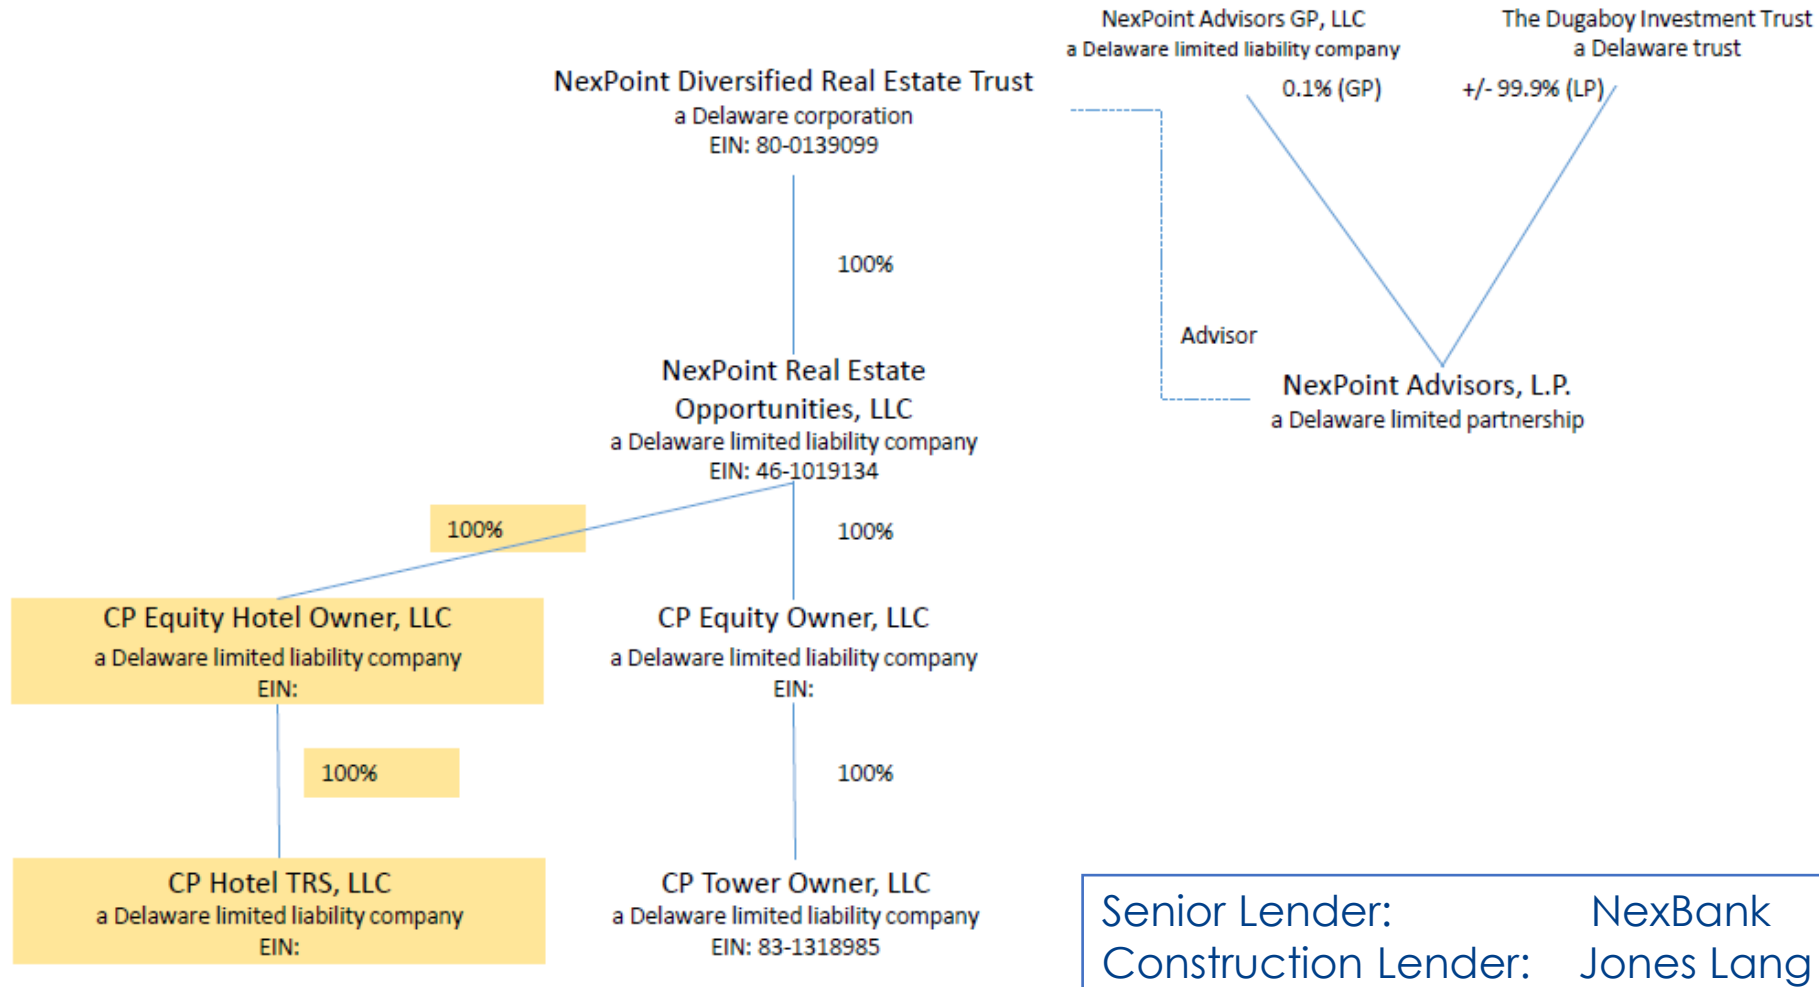 NexPoint Advisors GP, LLC
a Delaware limited liability company
0.1% (GP)
The Dugaboy Investment Trust
a Delaware trust
+/- 99.9% (LP)
NexPoint Diversified Real Estate Trust
a Delaware corporation
EIN: 80-0139099
100%
Advisor
NexPoint Advisors, L.P.
a Delaware limited partnership
NexPoint Real Estate
Opportunities, LLC
a Delaware limited liability company
EIN: 46-1019134
100%
100%
CP Equity Hotel Owner, LLC
a Delaware limited liability company
EIN:
CP Equity Owner, LLC
a Delaware limited liability company
EIN:
100%
100%
CP Hotel TRS, LLC
a Delaware limited liability company
EIN:
CP Tower Owner, LLC
a Delaware limited liability company
EIN: 83-1318985
Senior Lender: NexBank
Construction Lender: Jones Lang